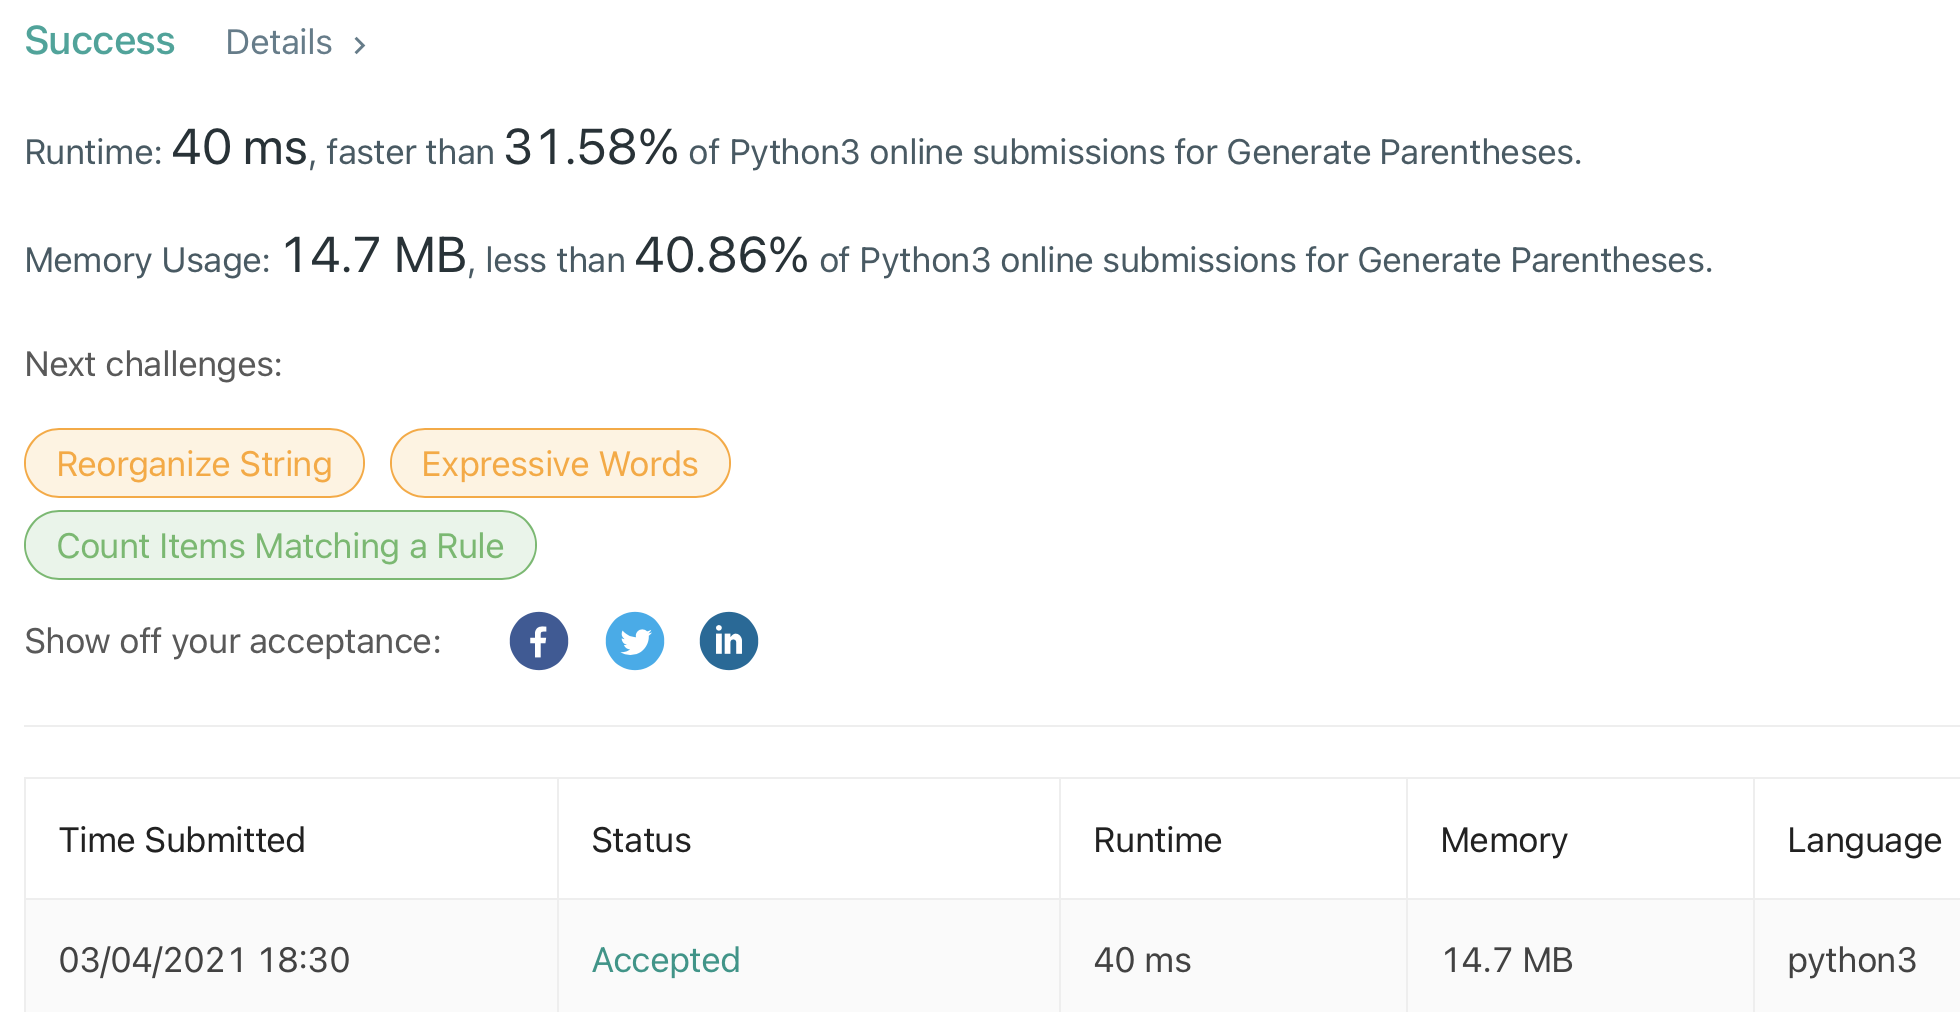 Success Details >
Runtime: 40 ms, faster than 31.58% of Python3 online submissions for Generate Parentheses.
Memory Usage: 14.7 MB, less than 40.86% of Python3 online submissions for Generate Parentheses.
Next challenges:
Reorganize String Expressive Words
Count Items Matching a Rule
Show off your acceptance: f in
Time Submitted Status Runtime Memory Language
03/04/2021 18:30 Accepted 40 ms 14.7 MB python3